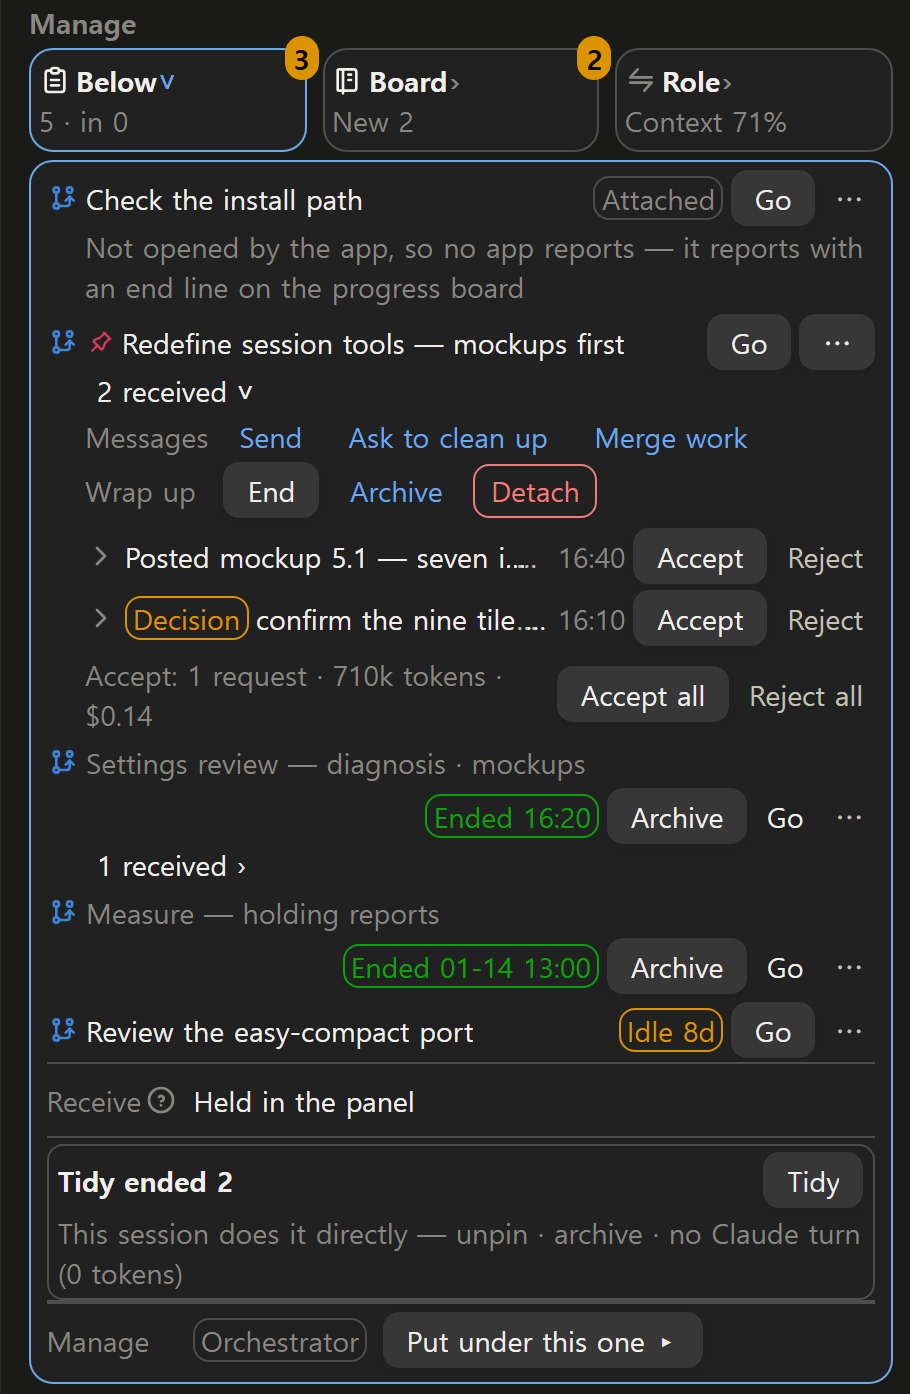 Manage
3
2
Below ˅
Board ›
Role ›
5 · in 0
New 2
Context 71%
Check the install path Attached Go ···
Not opened by the app, so no app reports — it reports with
an end line on the progress board
Redefine session tools — mockups first Go ···
2 received ˅
Messages Send Ask to clean up Merge work
Wrap up End Archive Detach
Posted mockup 5.1 — seven i..... 16:40 Accept Reject
Decision confirm the nine tile..... 16:10 Accept Reject
Accept: 1 request · 710k tokens ·
$0.14
Accept all Reject all
Settings review — diagnosis · mockups
Ended 16:20 Archive Go ···
1 received ›
Measure — holding reports
Ended 01-14 13:00 Archive Go ···
Review the easy-compact port Idle 8d Go ···
Receive ? Held in the panel
Tidy ended 2 Tidy
This session does it directly — unpin · archive · no Claude turn
(0 tokens)
Manage Orchestrator Put under this one ▸